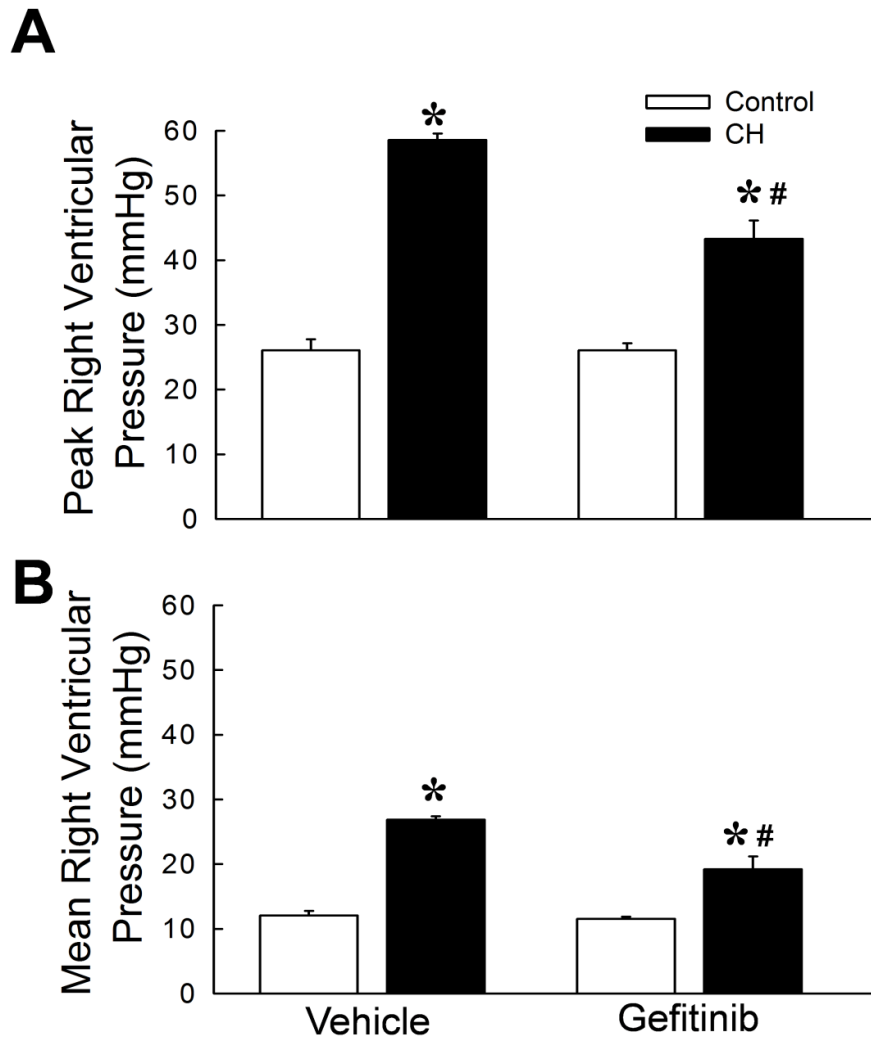 A
Control
CH
Peak Right Ventricular
Pressure (mmHg)
60
50
40
30
20
10
0
*
* #
B
Mean Right Ventricular
Pressure (mmHg)
60
50
40
30
20
10
0
*
* #
Vehicle
Gefitinib